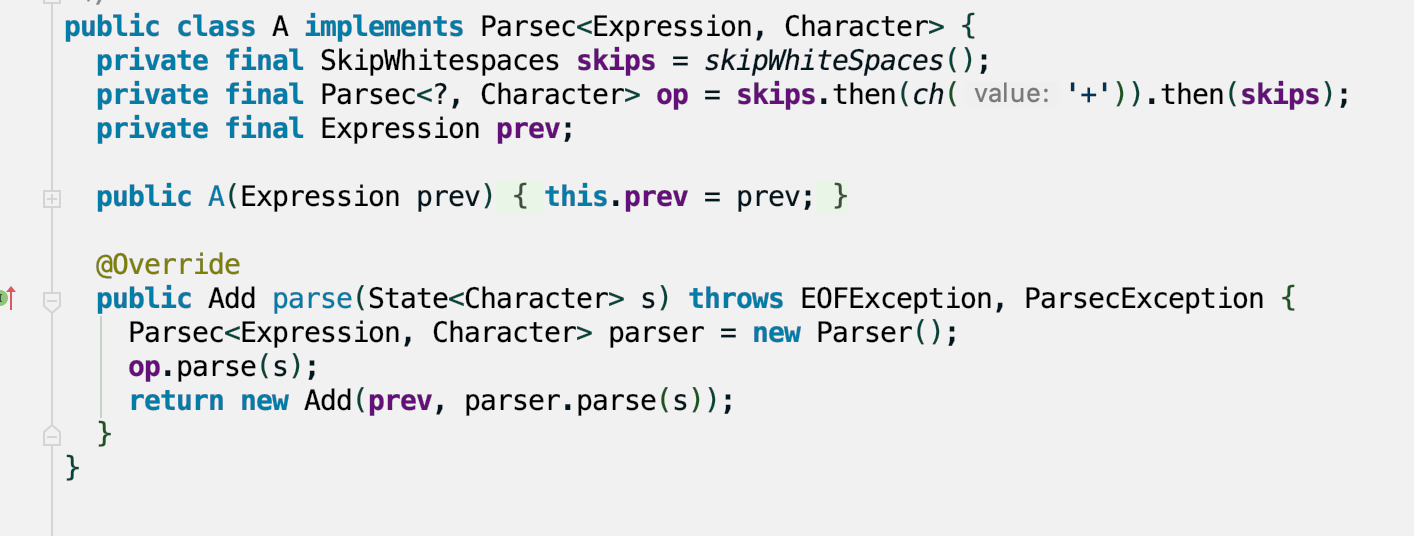 public class A implements Parsec<Expression, Character> {
private final SkipWhitespaces skips = skipWhiteSpaces();
private final Parsec<?, Character> op = skips.then(ch( value: '+')).then(skips);
private final Expression prev;
public A(Expression prev) { this.prev = prev; }
@Override
public Add parse(State<Character> s) throws EOFException, ParsecException {
Parsec<Expression, Character> parser = new Parser();
op.parse(s);
return new Add(prev, parser.parse(s));
}
}